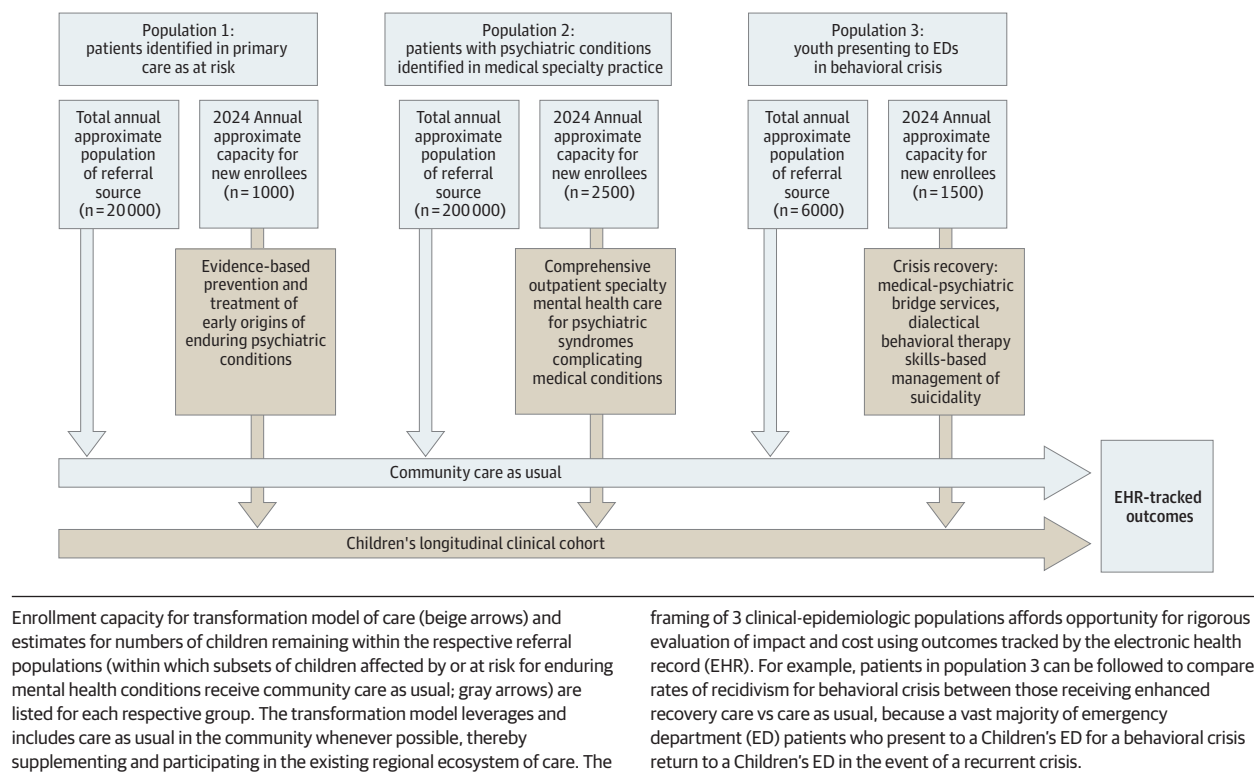 Population 1:
patients identified in primary
care as at risk
Population 2:
patients with psychiatric conditions
identified in medical specialty practice
Population 3:
youth presenting to EDs
in behavioral crisis
Total annual
approximate
population
of referral
source
(n=20 000)
2024 Annual
approximate
capacity for
new enrollees
(n=1000)
Total annual
approximate
population
of referral
source
(n=200 000)
2024 Annual
approximate
capacity for
new enrollees
(n=2500)
Total annual
approximate
population
of referral
source
(n=6000)
2024 Annual
approximate
capacity for
new enrollees
(n=1500)
Evidence-based
prevention and
treatment of
early origins of
enduring psychiatric
conditions
Comprehensive
outpatient specialty
mental health care
for psychiatric
syndromes
complicating
medical conditions
Crisis recovery:
medical-psychiatric
bridge services,
dialectical
behavioral therapy
skills-based
management of
suicidality
Community care as usual
Children's longitudinal clinical cohort
EHR-tracked
outcomes
Enrollment capacity for transformation model of care (beige arrows) and
estimates for numbers of children remaining within the respective referral
populations (within which subsets of children affected by or at risk for enduring
mental health conditions receive community care as usual; gray arrows) are
listed for each respective group. The transformation model leverages and
includes care as usual in the community whenever possible, thereby
supplementing and participating in the existing regional ecosystem of care. The
framing of 3 clinical-epidemiologic populations affords opportunity for rigorous
evaluation of impact and cost using outcomes tracked by the electronic health
record (EHR). For example, patients in population 3 can be followed to compare
rates of recidivism for behavioral crisis between those receiving enhanced
recovery care vs care as usual, because a vast majority of emergency
department (ED) patients who present to a Children's ED for a behavioral crisis
return to a Children's ED in the event of a recurrent crisis.